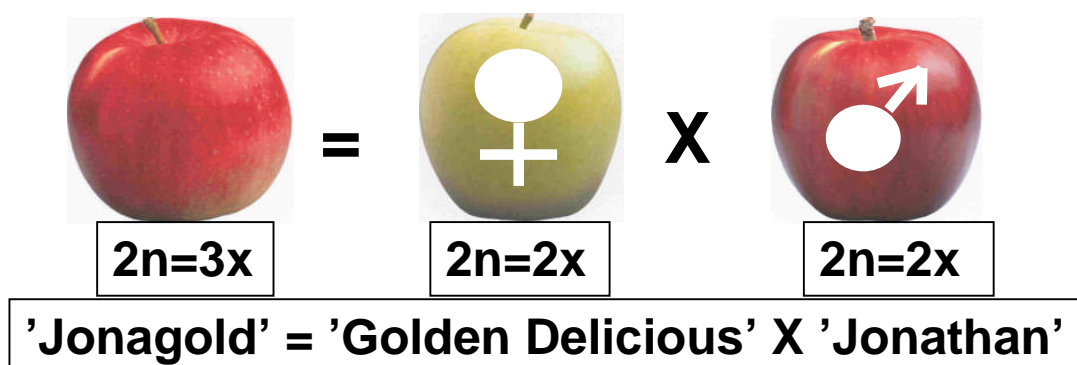 = X
2n=3x 2n=2x 2n=2x
’Jonagold’ = ’Golden Delicious’ X ’Jonathan’